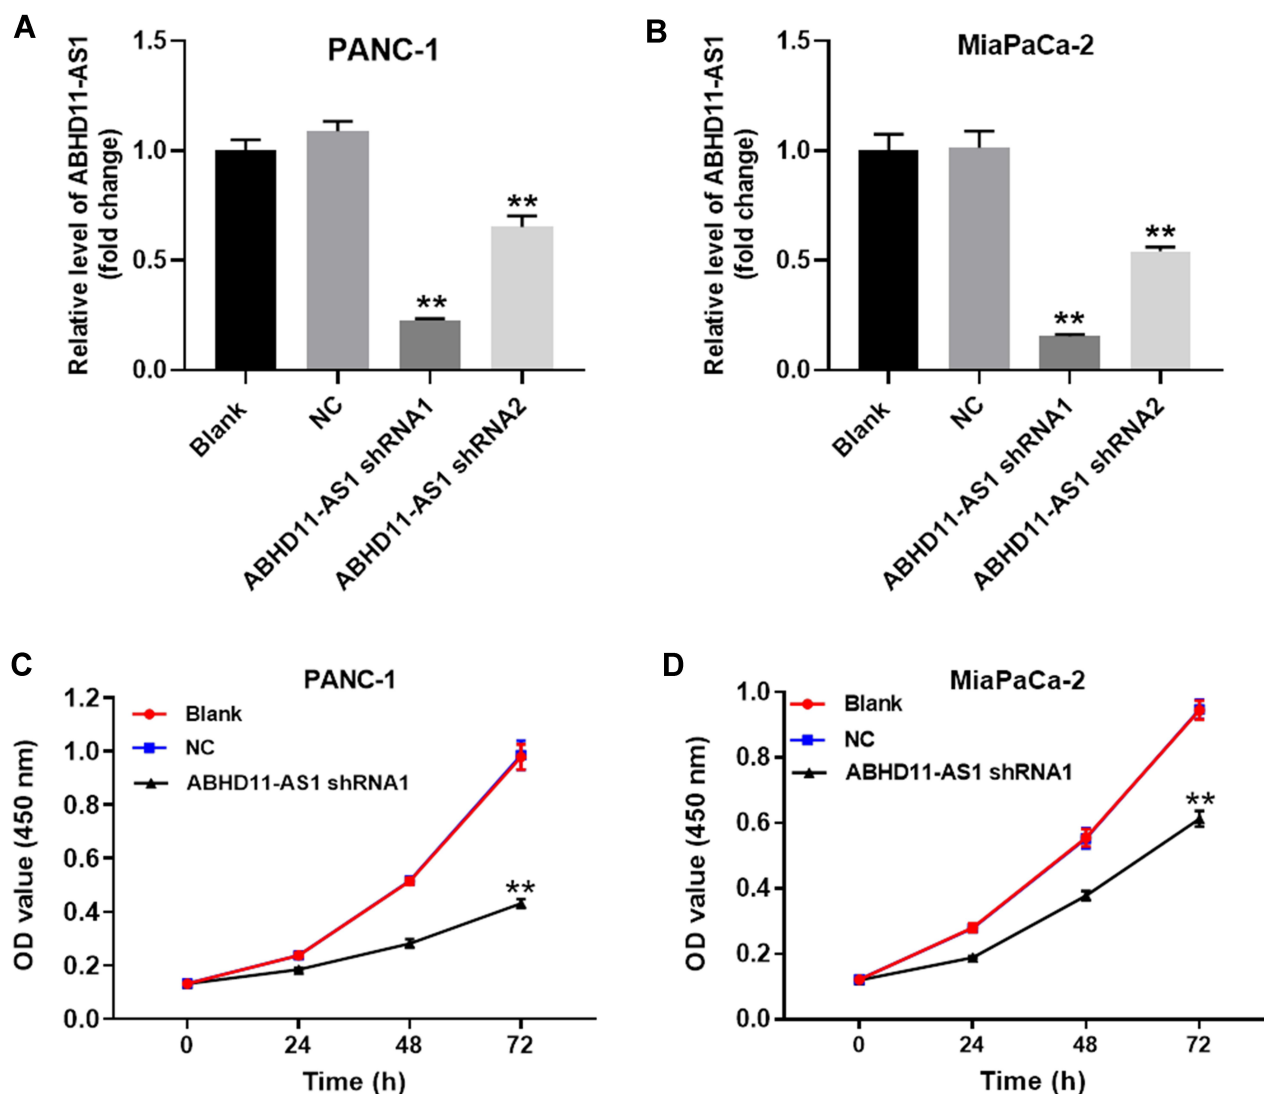 A
PANC-1
Relative level of ABHD11-AS1
(fold change)
1.5
1.0
0.5
0.0
**
**
Blank
NC
ABHD11-AS1 shRNA1
ABHD11-AS1 shRNA2
B
MiaPaCa-2
Relative level of ABHD11-AS1
(fold change)
1.5
1.0
0.5
0.0
**
**
Blank
NC
ABHD11-AS1 shRNA1
ABHD11-AS1 shRNA2
C
PANC-1
OD value (450 nm)
1.2
1.0
0.8
0.6
0.4
0.2
0.0
Blank
NC
ABHD11-AS1 shRNA1
**
0 24 48 72
Time (h)
D
MiaPaCa-2
OD value (450 nm)
1.0
0.8
0.6
0.4
0.2
0.0
Blank
NC
ABHD11-AS1 shRNA1
**
0 24 48 72
Time (h)